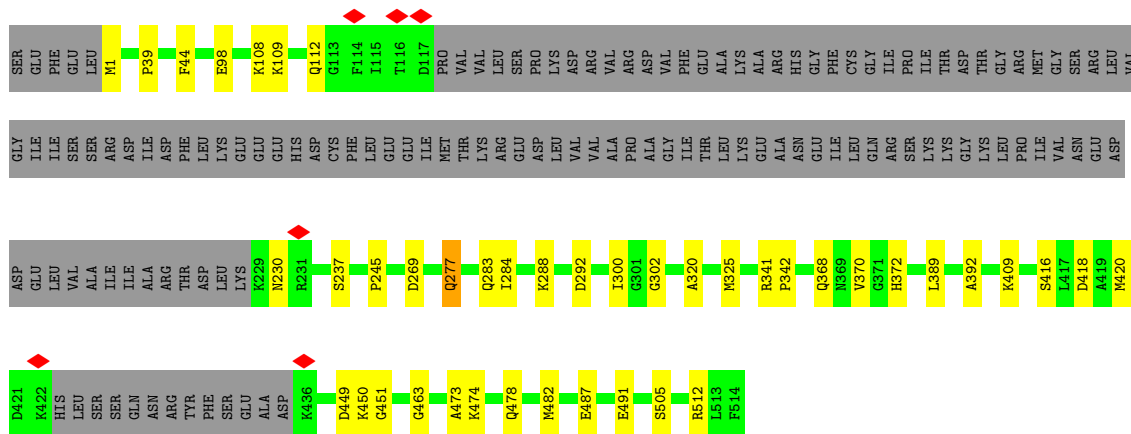 SER GLU PHE GLU LEU M1 P39 F44 E98 K108 K109 Q112 G113 F114 I115 T116 D117 PRO VAL VAL LEU SER PRO LYS ASP ARG VAL ARG ASP VAL PHE GLU ALA LYS ALA ARG HIS GLY PHE CYS GLY ILE PRO ILE THR ASP THR GLY ARG MET GLY SER ARG LEU VAL
GLY ILE ILE SER SER ARG ASP ILE ASP PHE LEU LYS GLU GLU GLU HIS ASP CYS PHE LEU GLU GLU ILE MET THR LYS ARG GLU ASP LEU VAL VAL ALA PRO ALA GLY ILE THR LEU LYS GLU ALA ASN GLU ILE LEU GLN ARG SER LYS LYS GLY LYS LEU PRO ILE VAL ASN GLU ASP
ASP GLU LEU VAL ALA ILE ILE ALA ARG THR ASP LEU LYS K229 N230 R231 S237 P245 D269 Q277 Q283 I284 K288 D292 I300 G301 G302 A320 M325 R341 P342 Q368 N369 V370 G371 H372 L389 A392 K409 S416 L417 D418 A419 M420
D421 K422 HIS LEU SER SER GLN ASN ARG TYR PHE SER GLU ALA ASP K436 D449 K450 G451 G463 A473 K474 Q478 M482 E487 E491 S505 R512 L513 F514